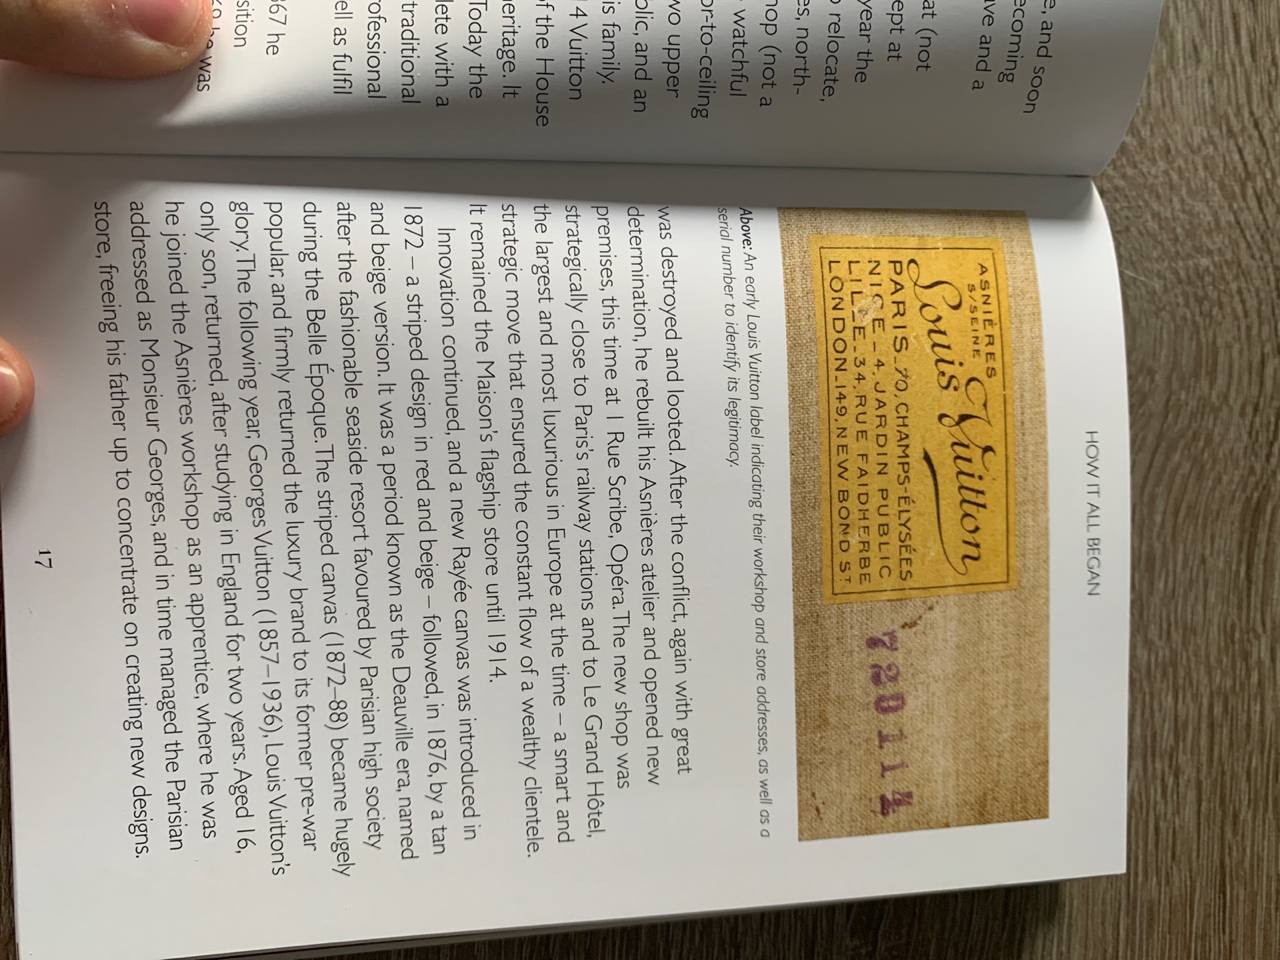 e, and soon
ecoming
ve and a
at (not
ept at
year the
relocate,
es, north-
hop (not a
watchful
or-to-ceiling
wo upper
blic, and an
is family.
14 Vuitton
f the House
heritage. It
Today the
lete with a
traditional
rofessional
ell as fulfil
867 he
sition
was
HOW IT ALL BEGAN
ASNIÈRES
S/SEINE
Louis Vuitton
PARIS_70, CHAMPS-ÉLYSÉES
NICE_4, JARDIN PUBLIC
LILLE_34, RUE FAIDHERBE
LONDON_149, NEW BOND ST
720114
Above: An early Louis Vuitton label indicating their workshop and store addresses, as well as a
serial number to identify its legitimacy.
was destroyed and looted. After the conflict, again with great
determination, he rebuilt his Asnières atelier and opened new
premises, this time at 1 Rue Scribe, Opéra. The new shop was
strategically close to Paris's railway stations and to Le Grand Hôtel,
the largest and most luxurious in Europe at the time – a smart and
strategic move that ensured the constant flow of a wealthy clientele.
It remained the Maison's flagship store until 1914.
Innovation continued, and a new Rayée canvas was introduced in
1872 – a striped design in red and beige – followed, in 1876, by a tan
and beige version. It was a period known as the Deauville era, named
after the fashionable seaside resort favoured by Parisian high society
during the Belle Époque. The striped canvas (1872–88) became hugely
popular, and firmly returned the luxury brand to its former pre-war
glory. The following year, Georges Vuitton (1857–1936), Louis Vuitton's
only son, returned, after studying in England for two years. Aged 16,
he joined the Asnières workshop as an apprentice, where he was
addressed as Monsieur Georges, and in time managed the Parisian
store, freeing his father up to concentrate on creating new designs.
17